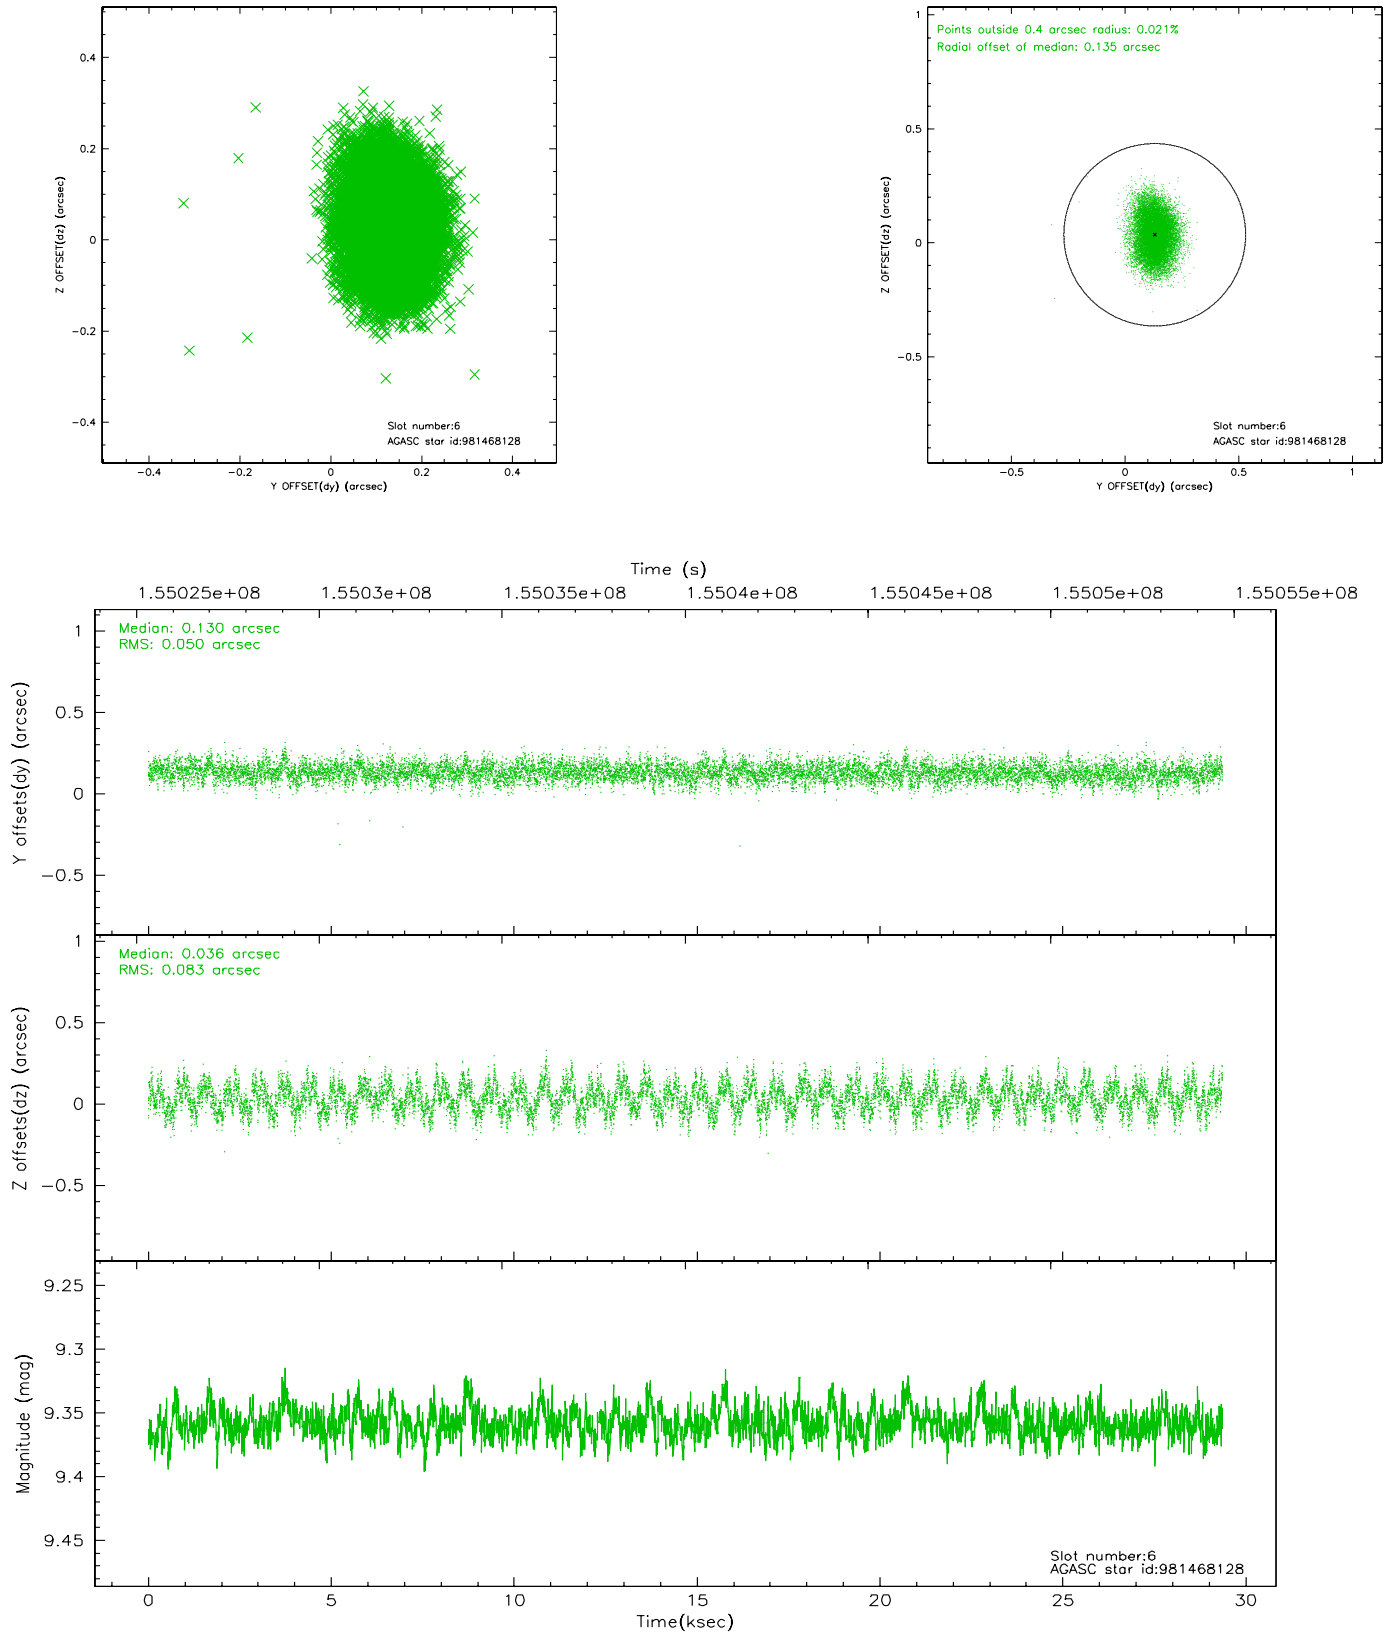 0.4
0.2
0
−0.2
−0.4
Z OFFSET(dz) (arcsec)
Slot number:6
AGASC star id:981468128
−0.4 −0.2 0 0.2 0.4
Y OFFSET(dy) (arcsec)
Points outside 0.4 arcsec radius: 0.021%
Radial offset of median: 0.135 arcsec
1
0.5
0
−0.5
Z OFFSET(dz) (arcsec)
Slot number:6
AGASC star id:981468128
−0.5 0 0.5 1
Y OFFSET(dy) (arcsec)
Time (s)
1.55025e+08 1.5503e+08 1.55035e+08 1.5504e+08 1.55045e+08 1.5505e+08 1.55055e+08
Median: 0.130 arcsec
RMS: 0.050 arcsec
1
0.5
0
−0.5
Y offsets(dy) (arcsec)
Median: 0.036 arcsec
RMS: 0.083 arcsec
1
0.5
0
−0.5
Z offsets(dz) (arcsec)
9.25
9.3
9.35
9.4
9.45
Magnitude (mag)
Slot number:6
AGASC star id:981468128
0 5 10 15 20 25 30
Time(ksec)